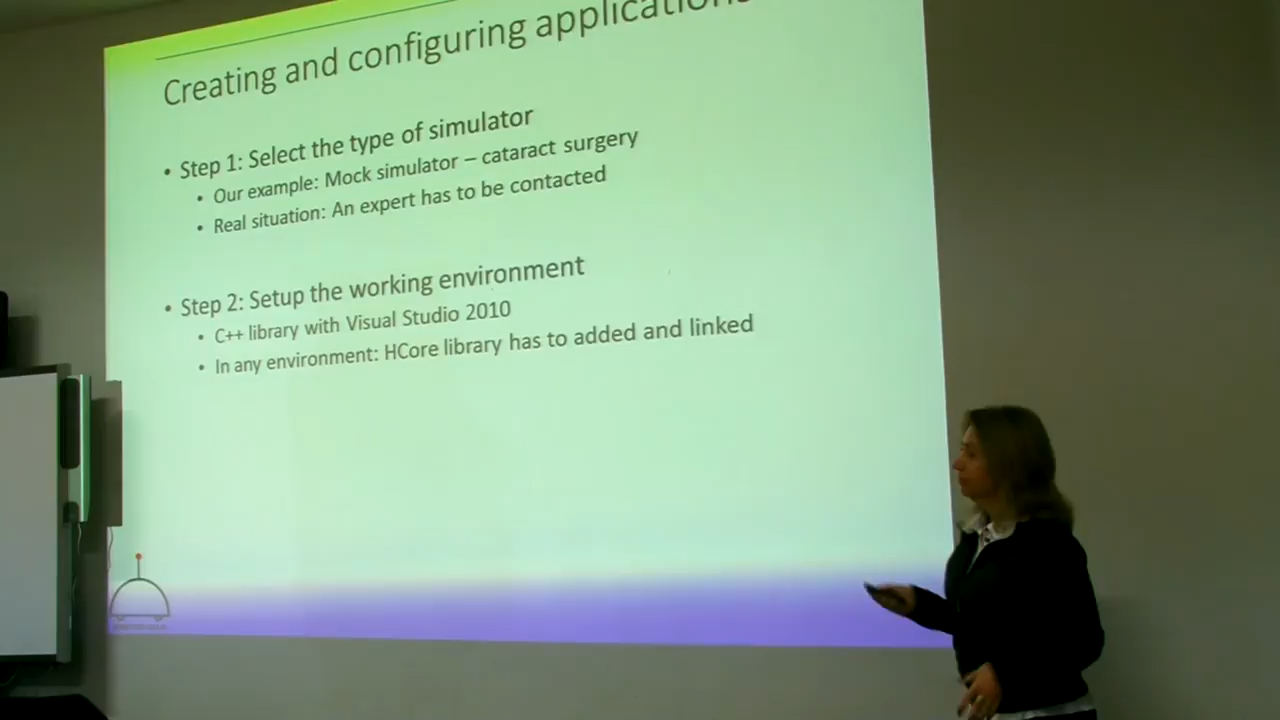 Creating and configuring applications
• Step 1: Select the type of simulator
• Our example: Mock simulator – cataract surgery
• Real situation: An expert has to be contacted
• Step 2: Setup the working environment
• C++ library with Visual Studio 2010
• In any environment: HCore library has to added and linked